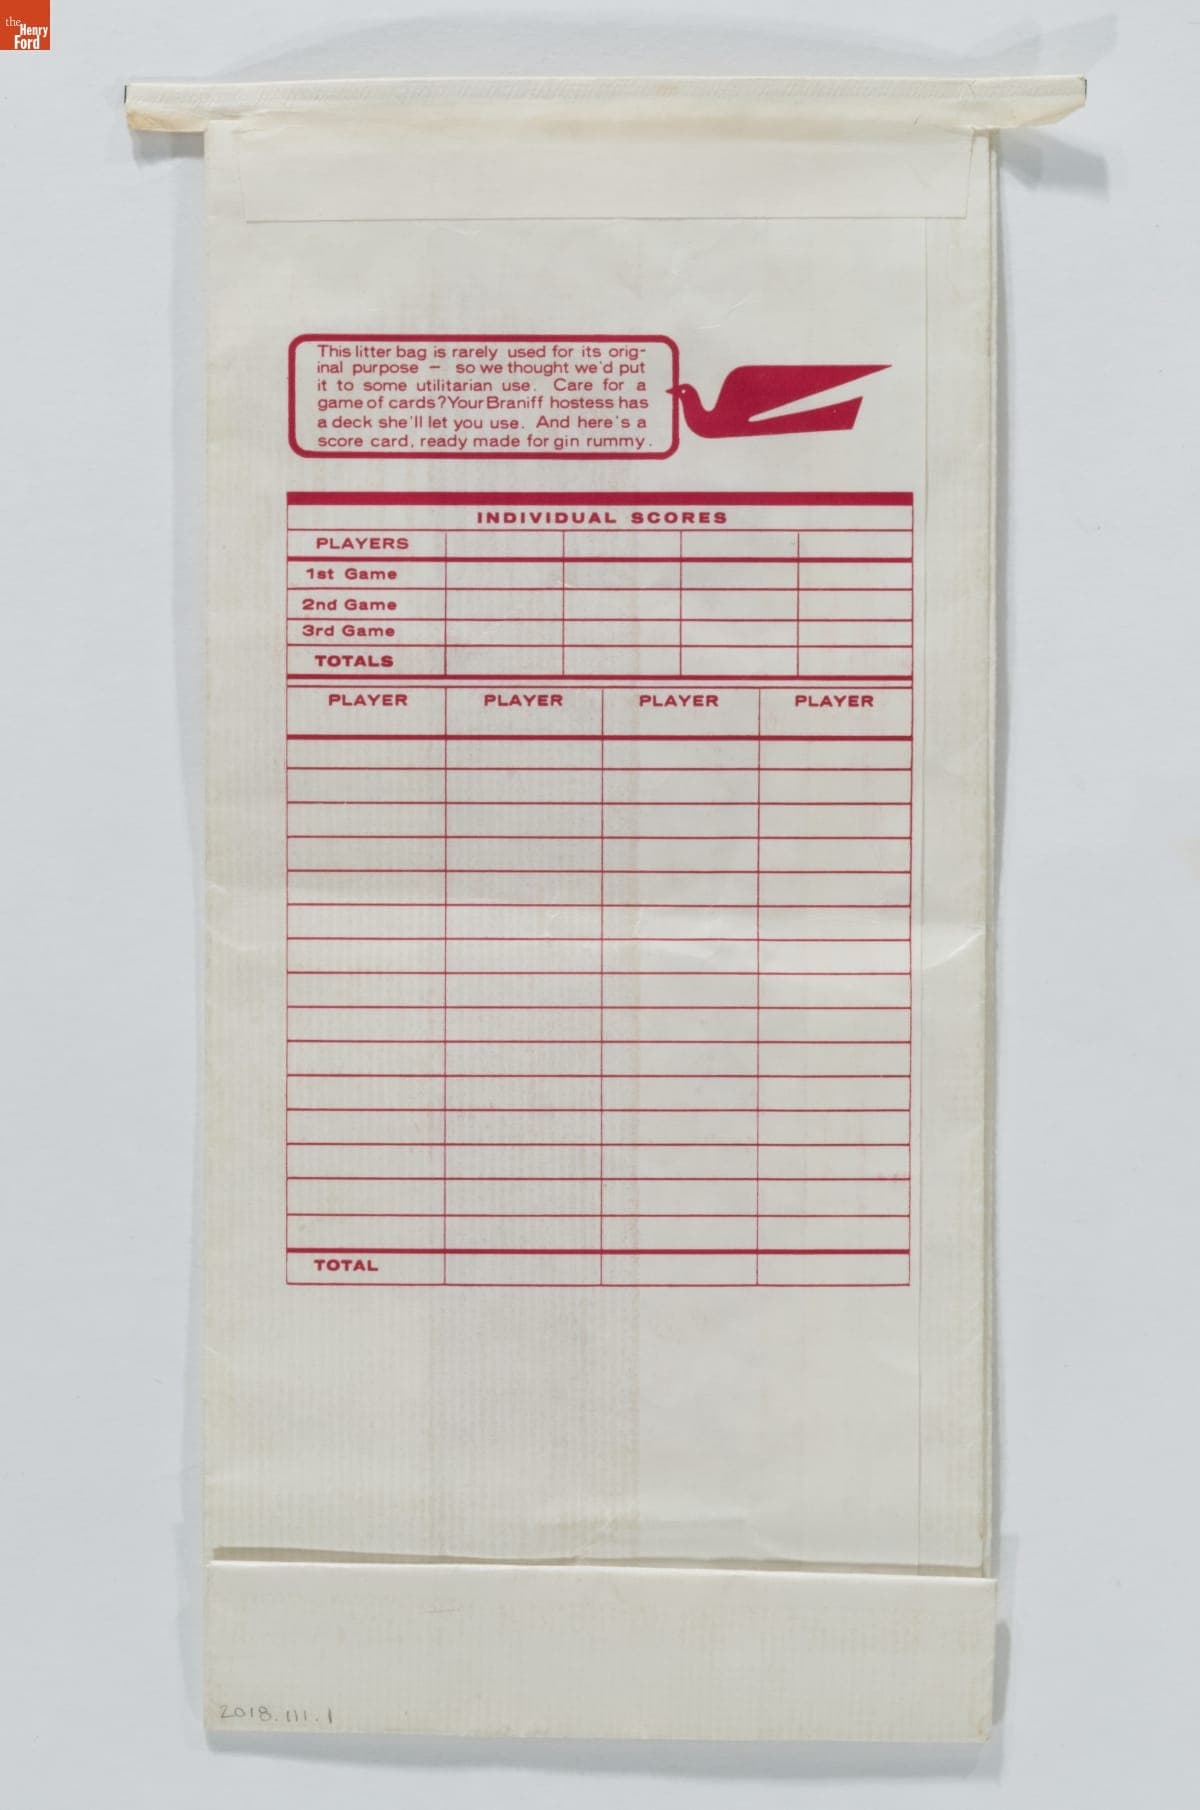 the
Henry
Ford
This litter bag is rarely used for its orig-
inal purpose — so we thought we'd put
it to some utilitarian use. Care for a
game of cards? Your Braniff hostess has
a deck she'll let you use. And here's a
score card, ready made for gin rummy.
INDIVIDUAL SCORES
PLAYERS
1st Game
2nd Game
3rd Game
TOTALS
PLAYER PLAYER PLAYER PLAYER
TOTAL
2018.111.1